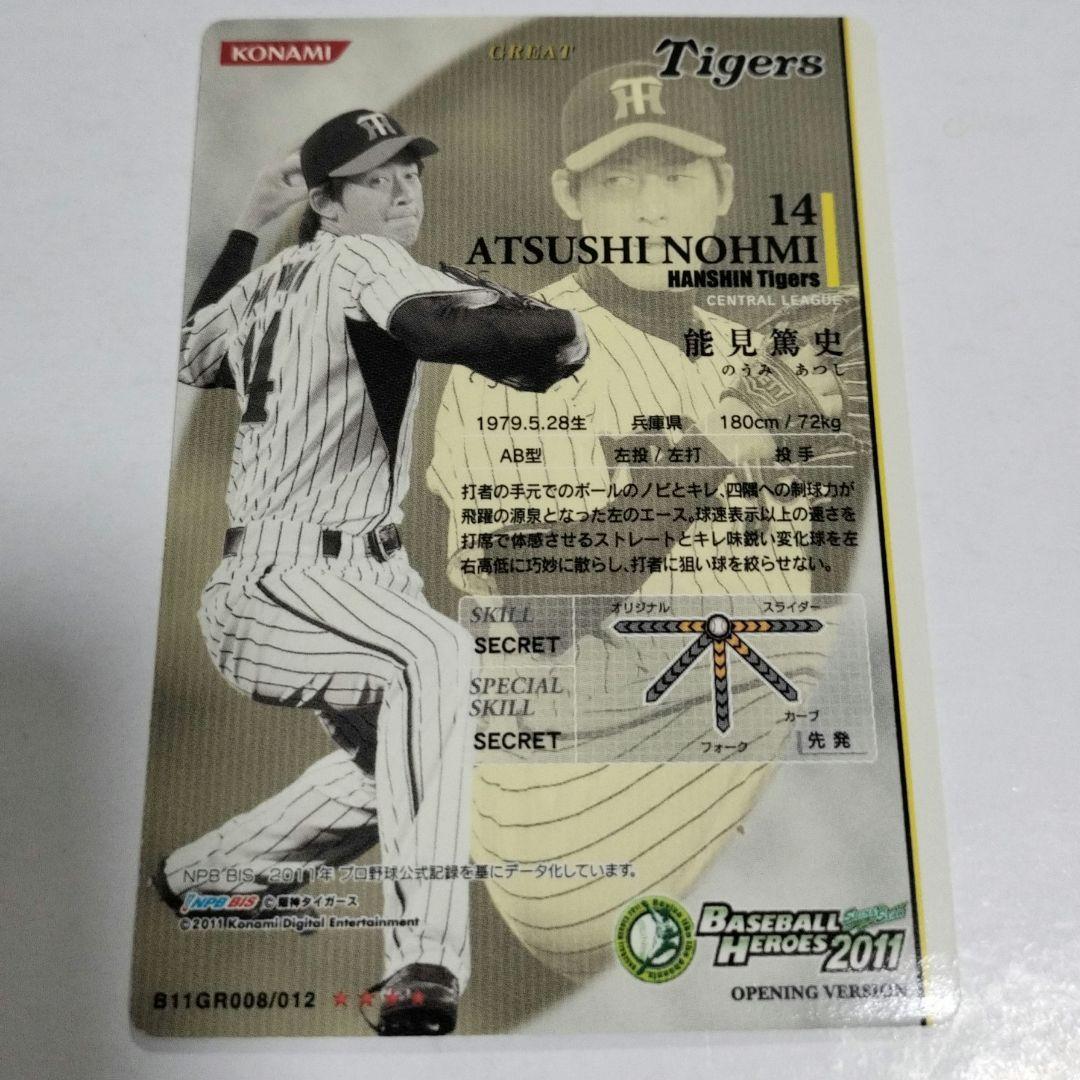 KONAMI
GREAT
Tigers
14
ATSUSHI NOHMI
HANSHIN Tigers
CENTRAL LEAGUE
能見篤史
のうみ あつし
1979.5.28生 兵庫県 180cm / 72kg
AB型 左投 / 左打 投手
打者の手元でのボールのノビとキレ、四隅への制球力が
飛躍の源泉となった左のエース。球速表示以上の速さを
打席で体感させるストレートとキレ味鋭い変化球を左
右高低に巧妙に散らし、打者に狙い球を絞らせない。
SKILL
SECRET
SPECIAL
SKILL
SECRET
オリジナル スライダー
カーブ
フォーク
先発
NPB BIS 2011年 プロ野球公式記録を基にデータ化しています。
NPB BIS © 阪神タイガース
©2011 Konami Digital Entertainment
BASEBALL
HEROES 2011
OPENING VERSION
B11GR008/012 ★★★★